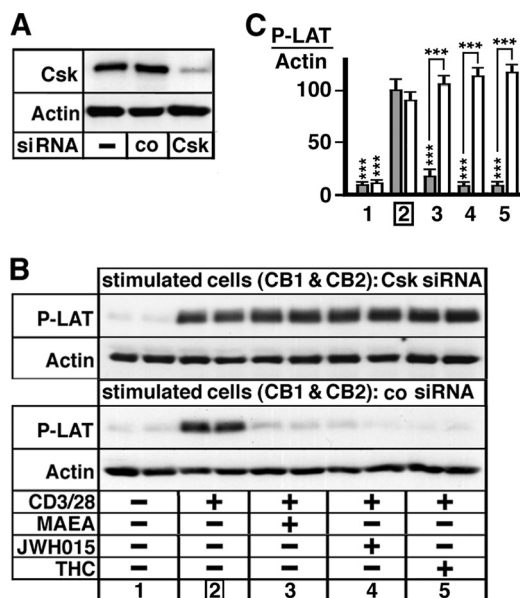 A
Csk
Actin
siRNA – co Csk
C
P-LAT
Actin
100
50
0
*** *** *** *** *** *** *** ***
1 2 3 4 5
B
stimulated cells (CB1 & CB2): Csk siRNA
P-LAT
Actin
stimulated cells (CB1 & CB2): co siRNA
P-LAT
Actin
CD3/28 – + + + +
MAEA – – + – –
JWH015 – – – + –
THC – – – – +
1 2 3 4 5